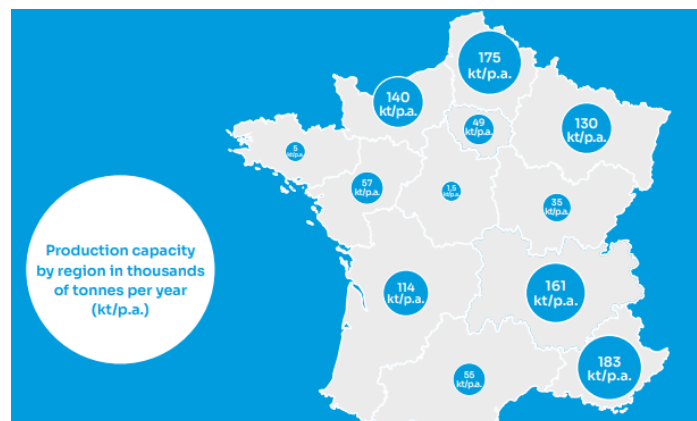 175
kt/p.a.
140
kt/p.a.
49
kt/p.a.
130
kt/p.a.
5
kt/p.a.
57
kt/p.a.
1,5
kt/p.a.
35
kt/p.a.
Production capacity
by region in thousands
of tonnes per year
(kt/p.a.)
114
kt/p.a.
161
kt/p.a.
183
kt/p.a.
55
kt/p.a.